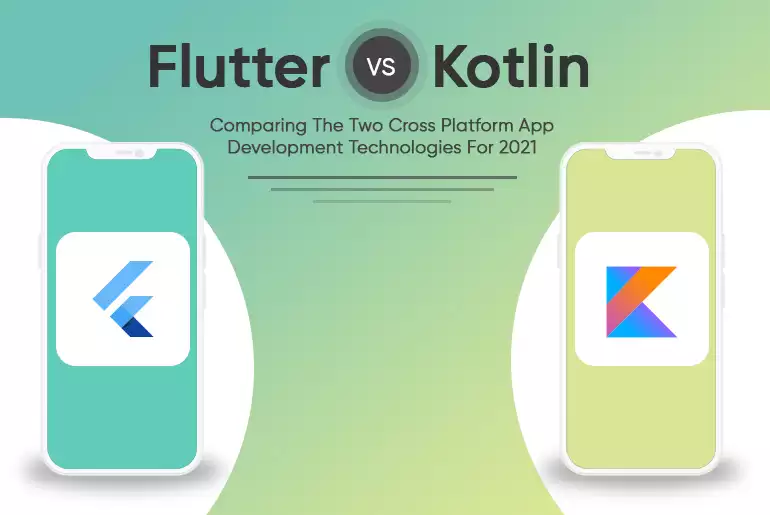 Flutter VS Kotlin
Comparing The Two Cross Platform App
Development Technologies For 2021